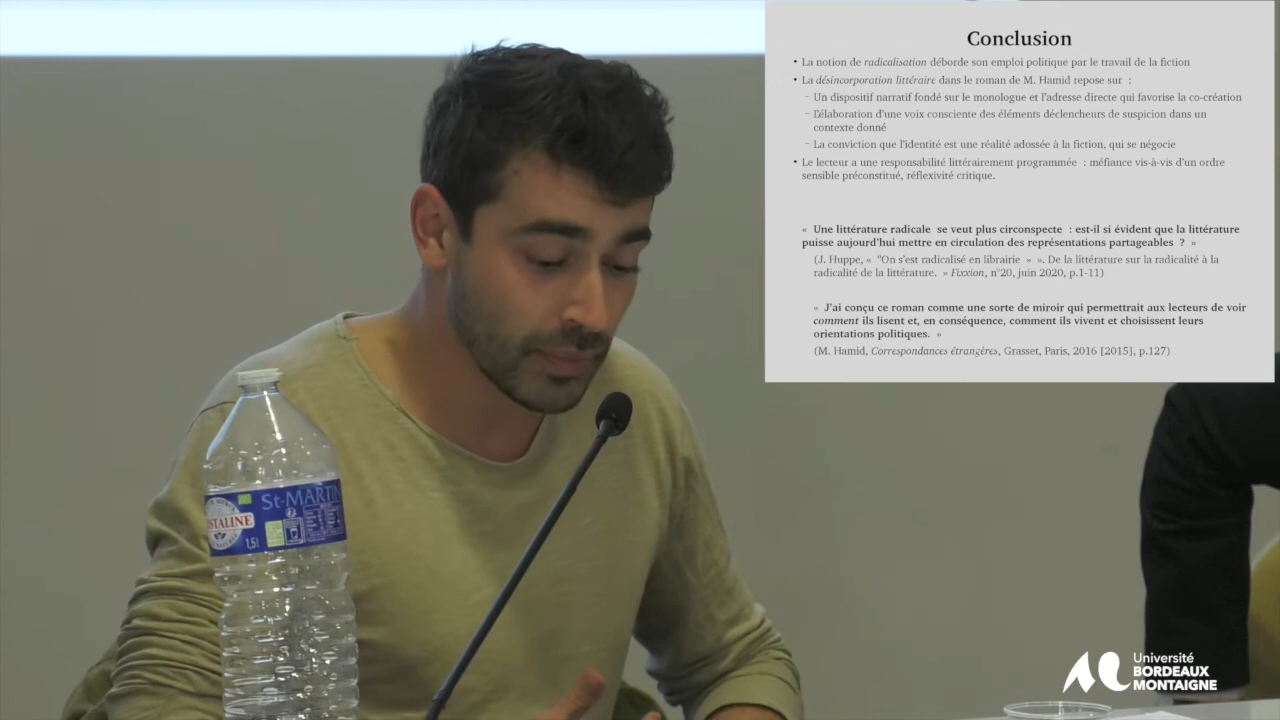 Conclusion
• La notion de radicalisation déborde son emploi politique par le travail de la fiction
• La désincorporation littéraire dans le roman de M. Hamid repose sur :
– Un dispositif narratif fondé sur le monologue et l'adresse directe qui favorise la co-création
– L'élaboration d'une voix consciente des éléments déclencheurs de suspicion dans un
contexte donné
– La conviction que l'identité est une réalité adossée à la fiction, qui se négocie
• Le lecteur a une responsabilité littérairement programmée : méfiance vis-à-vis d'un ordre
sensible préconstitué, réflexivité critique.
« Une littérature radicale se veut plus circonspecte : est-il si évident que la littérature
puisse aujourd'hui mettre en circulation des représentations partageables ? »
(J. Huppe, « "On s'est radicalisé en librairie » ». De la littérature sur la radicalité à la
radicalité de la littérature. » Fixxion, n°20, juin 2020, p.1-11)
« J'ai conçu ce roman comme une sorte de miroir qui permettrait aux lecteurs de voir
comment ils lisent et, en conséquence, comment ils vivent et choisissent leurs
orientations politiques. »
(M. Hamid, Correspondances étrangères, Grasset, Paris, 2016 [2015], p.127)
St-MARTIN
STALINE
1,5l
Université
BORDEAUX
MONTAIGNE